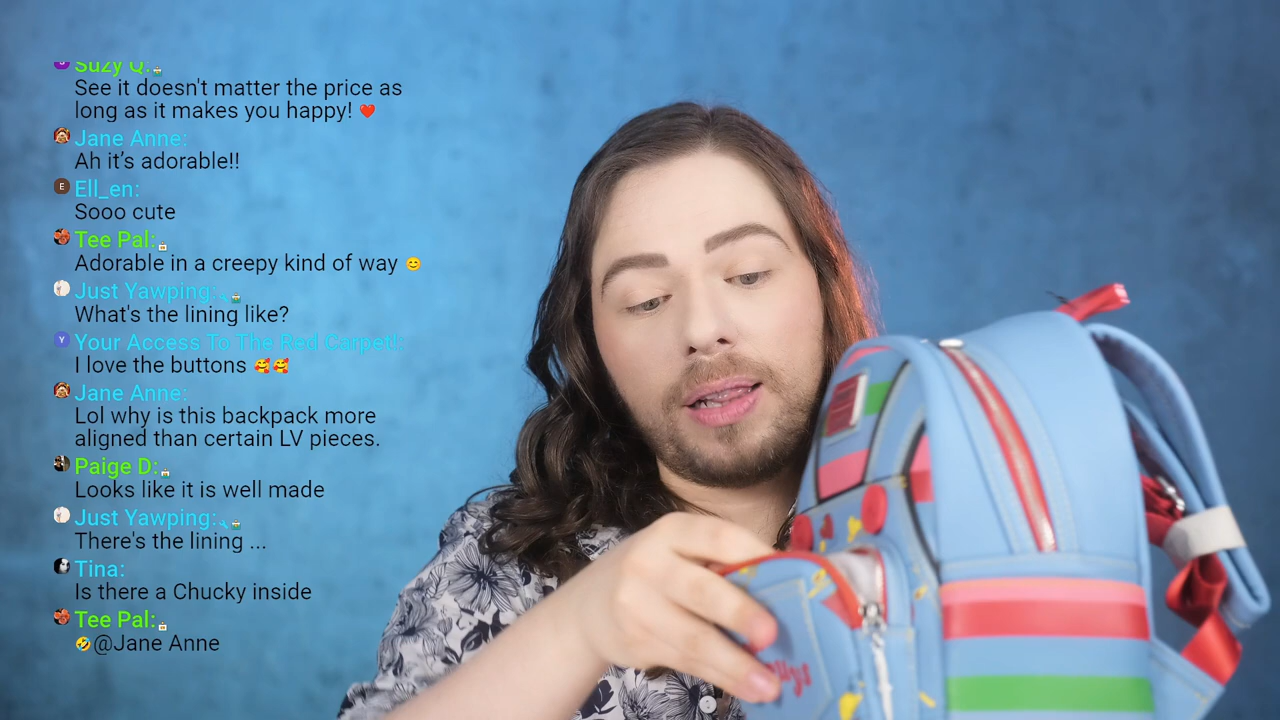 Suzy Q:
See it doesn't matter the price as
long as it makes you happy! ❤️
Jane Anne:
Ah it’s adorable!!
E
Ell_en:
Sooo cute
Tee Pal:
Adorable in a creepy kind of way 😊
Just Yawping:
What's the lining like?
Y
Your Access To The Red Carpet!:
I love the buttons 🥰🥰
Jane Anne:
Lol why is this backpack more
aligned than certain LV pieces.
Paige D:
Looks like it is well made
Just Yawping:
There's the lining ...
Tina:
Is there a Chucky inside
Tee Pal:
🤣@Jane Anne